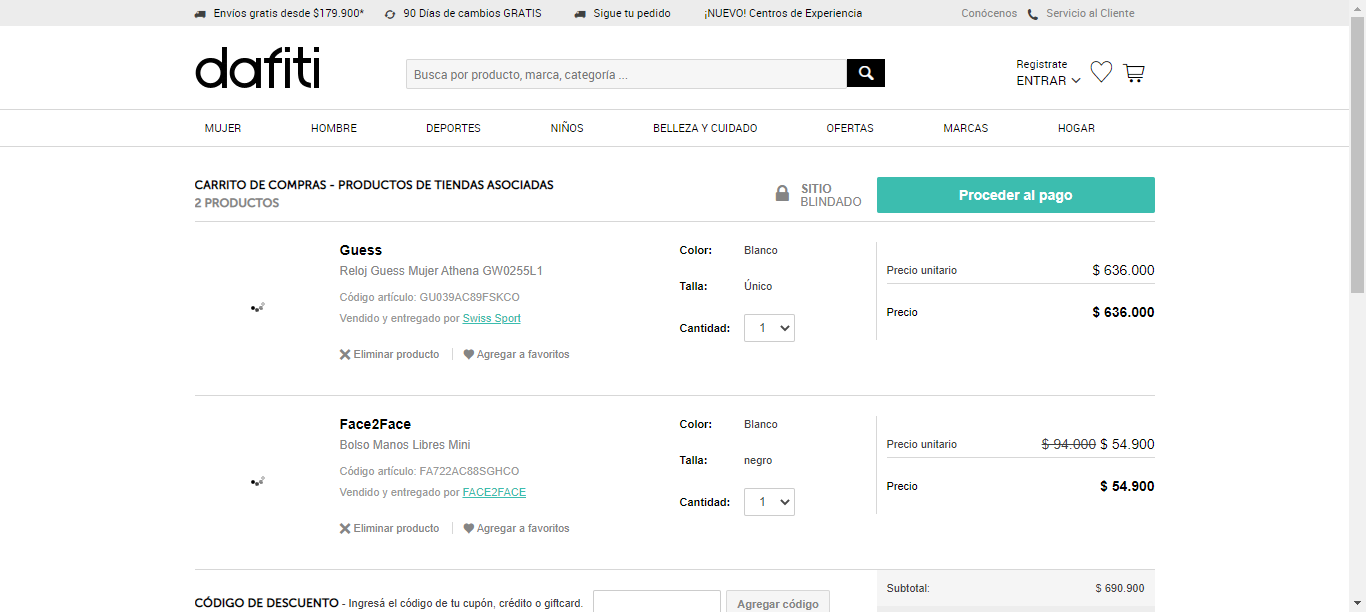 Envíos gratis desde $179.900* 90 Días de cambios GRATIS Sigue tu pedido ¡NUEVO! Centros de Experiencia Conócenos Servicio al Cliente
dafiti
Busca por producto, marca, categoría ...
Registrate
ENTRAR
MUJER HOMBRE DEPORTES NIÑOS BELLEZA Y CUIDADO OFERTAS MARCAS HOGAR
CARRITO DE COMPRAS - PRODUCTOS DE TIENDAS ASOCIADAS
2 PRODUCTOS
SITIO
BLINDADO
Proceder al pago
Guess
Reloj Guess Mujer Athena GW0255L1
Código artículo: GU039AC89FSKCO
Vendido y entregado por Swiss Sport
Eliminar producto Agregar a favoritos
Color: Blanco
Talla: Único
Cantidad: 1
Precio unitario $ 636.000
Precio $ 636.000
Face2Face
Bolso Manos Libres Mini
Código artículo: FA722AC88SGHCO
Vendido y entregado por FACE2FACE
Eliminar producto Agregar a favoritos
Color: Blanco
Talla: negro
Cantidad: 1
Precio unitario $ 94.000 $ 54.900
Precio $ 54.900
CÓDIGO DE DESCUENTO - Ingresá el código de tu cupón, crédito o giftcard. Agregar código
Subtotal: $ 690.900